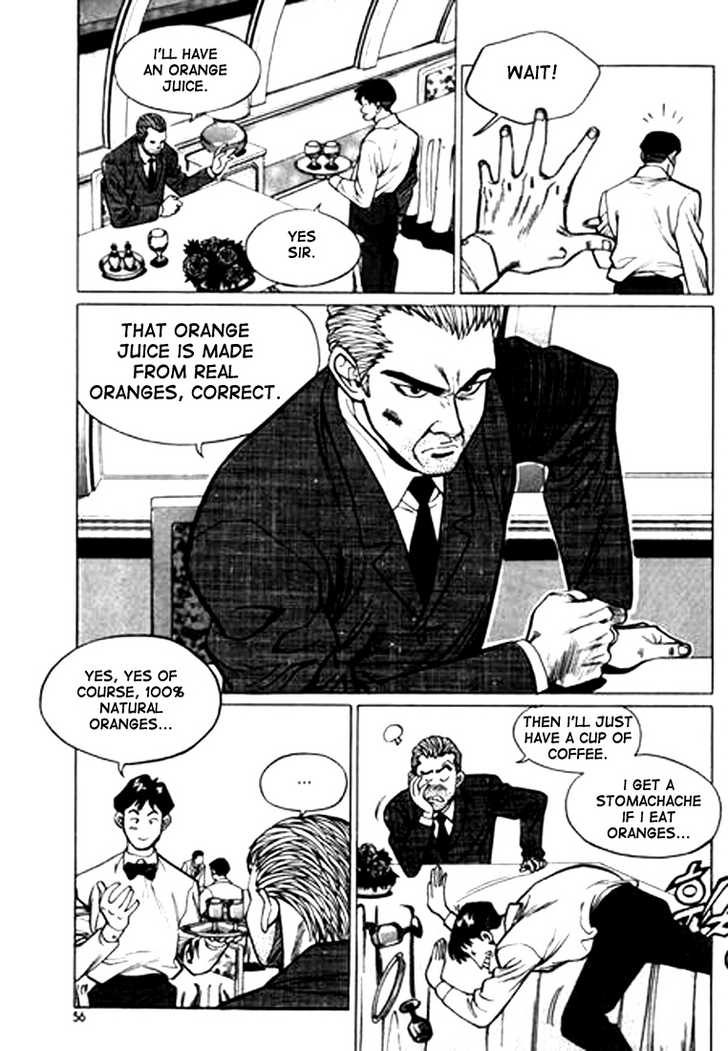 I'LL HAVE
AN ORANGE
JUICE.
YES
SIR.
WAIT!
THAT ORANGE
JUICE IS MADE
FROM REAL
ORANGES, CORRECT.
YES, YES OF
COURSE, 100%
NATURAL
ORANGES...
...
THEN I'LL JUST
HAVE A CUP OF
COFFEE.
I GET A
STOMACHACHE
IF I EAT
ORANGES...
56